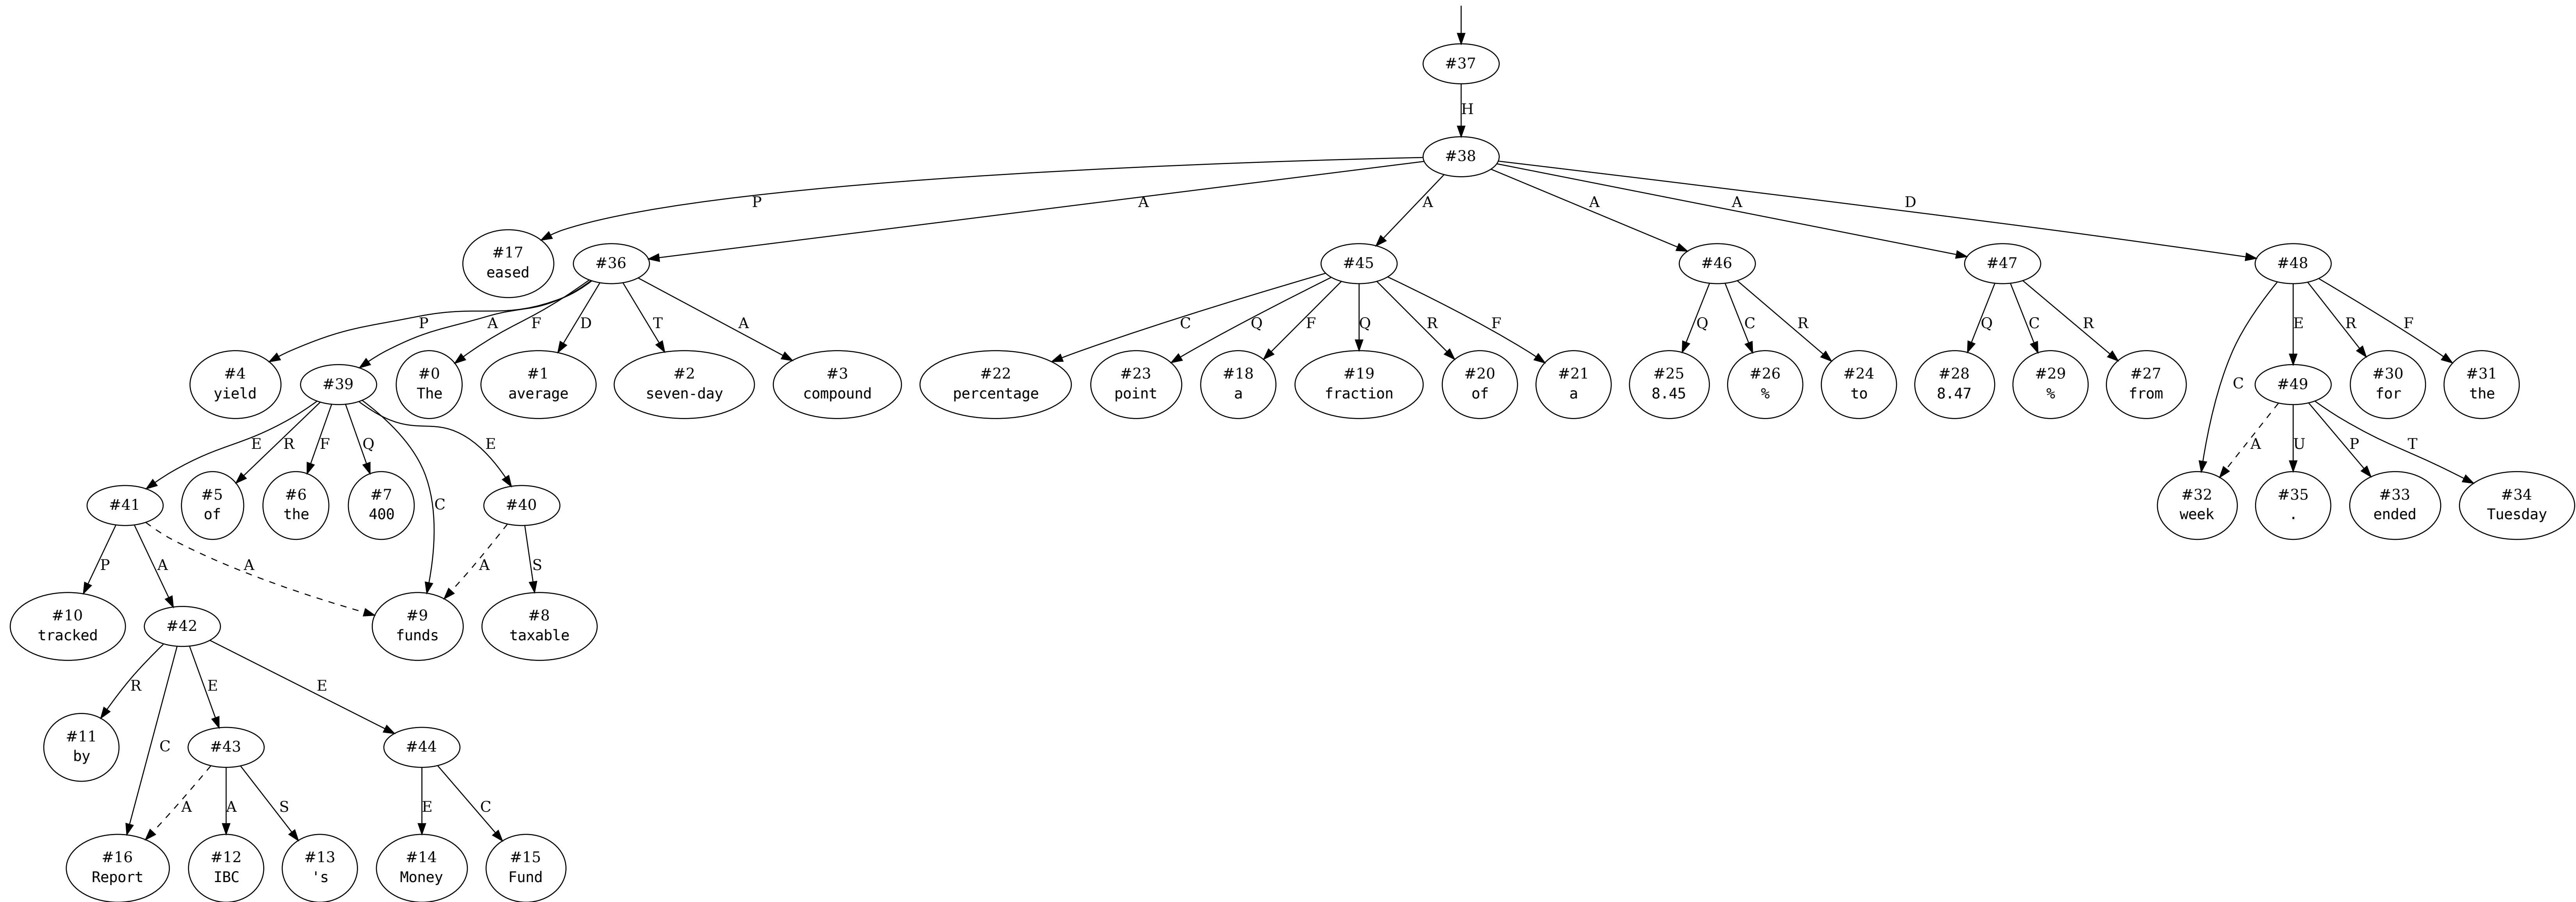 #37
H
#38
P A A A A D
#17 eased
#36
#45
#46
#47
#48
P A F D T A C Q F Q R F Q C R Q C R C E R F
#4 yield
#39
#0 The
#1 average
#2 seven-day
#3 compound
#22 percentage
#23 point
#18 a
#19 fraction
#20 of
#21 a
#25 8.45
#26 %
#24 to
#28 8.47
#29 %
#27 from
#49
#30 for
#31 the
E R F Q C E A U P T
#41
#5 of
#6 the
#7 400
#40
#32 week
#35 .
#33 ended
#34 Tuesday
P A A A S
#10 tracked
#42
#9 funds
#8 taxable
R C E E
#11 by
#43
#44
A A S E C
#16 Report
#12 IBC
#13 's
#14 Money
#15 Fund